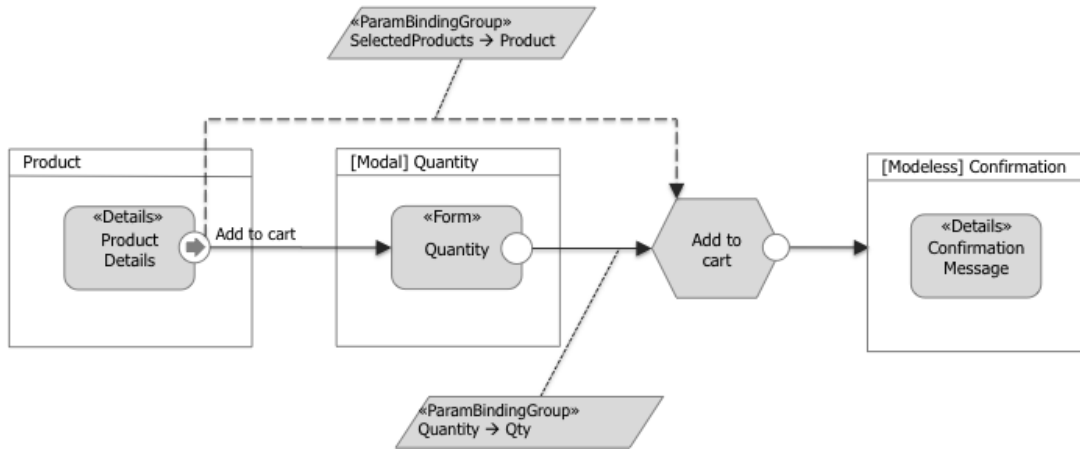 «ParamBindingGroup»
SelectedProducts → Product
Product
[Modal] Quantity
[Modeless] Confirmation
«Details»
Product
Details
Add to cart
«Form»
Quantity
Add to
cart
«Details»
Confirmation
Message
«ParamBindingGroup»
Quantity → Qty